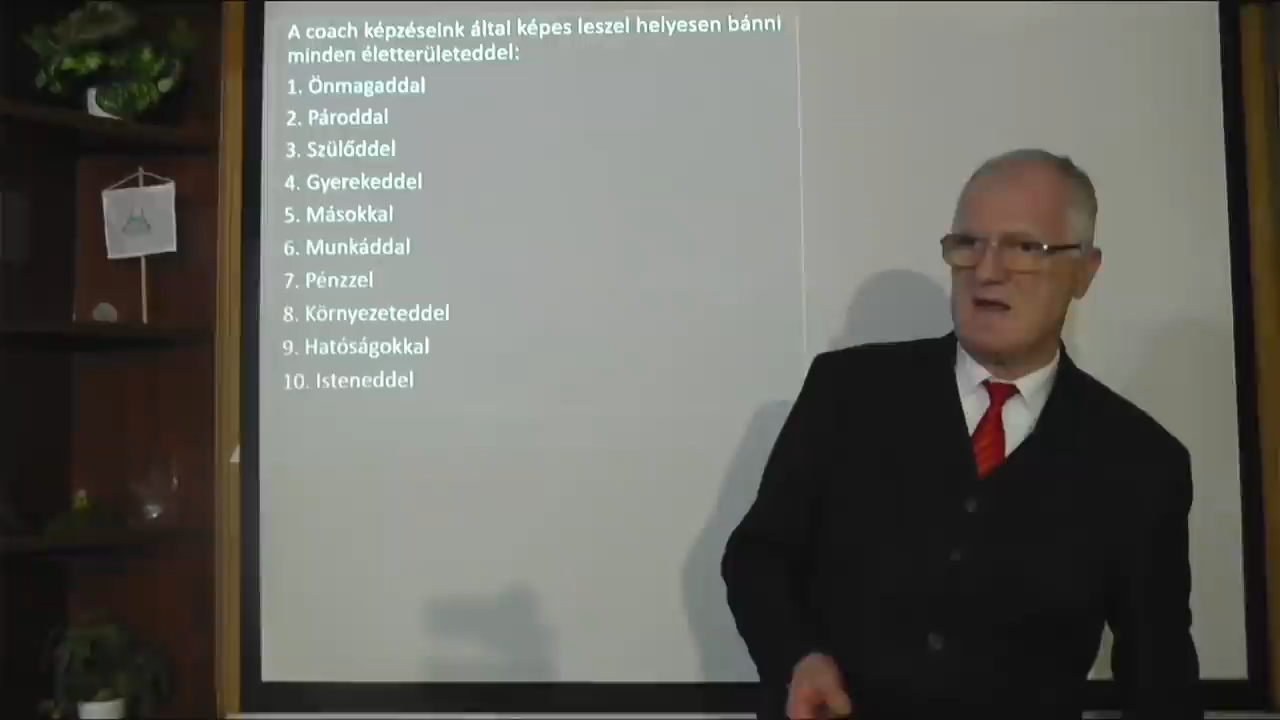 A coach képzéseink által képes leszel helyesen bánni
minden életterületeddel:
1. Önmagaddal
2. Pároddal
3. Szülőddel
4. Gyerekeddel
5. Másokkal
6. Munkáddal
7. Pénzzel
8. Környezeteddel
9. Hatóságokkal
10. Isteneddel